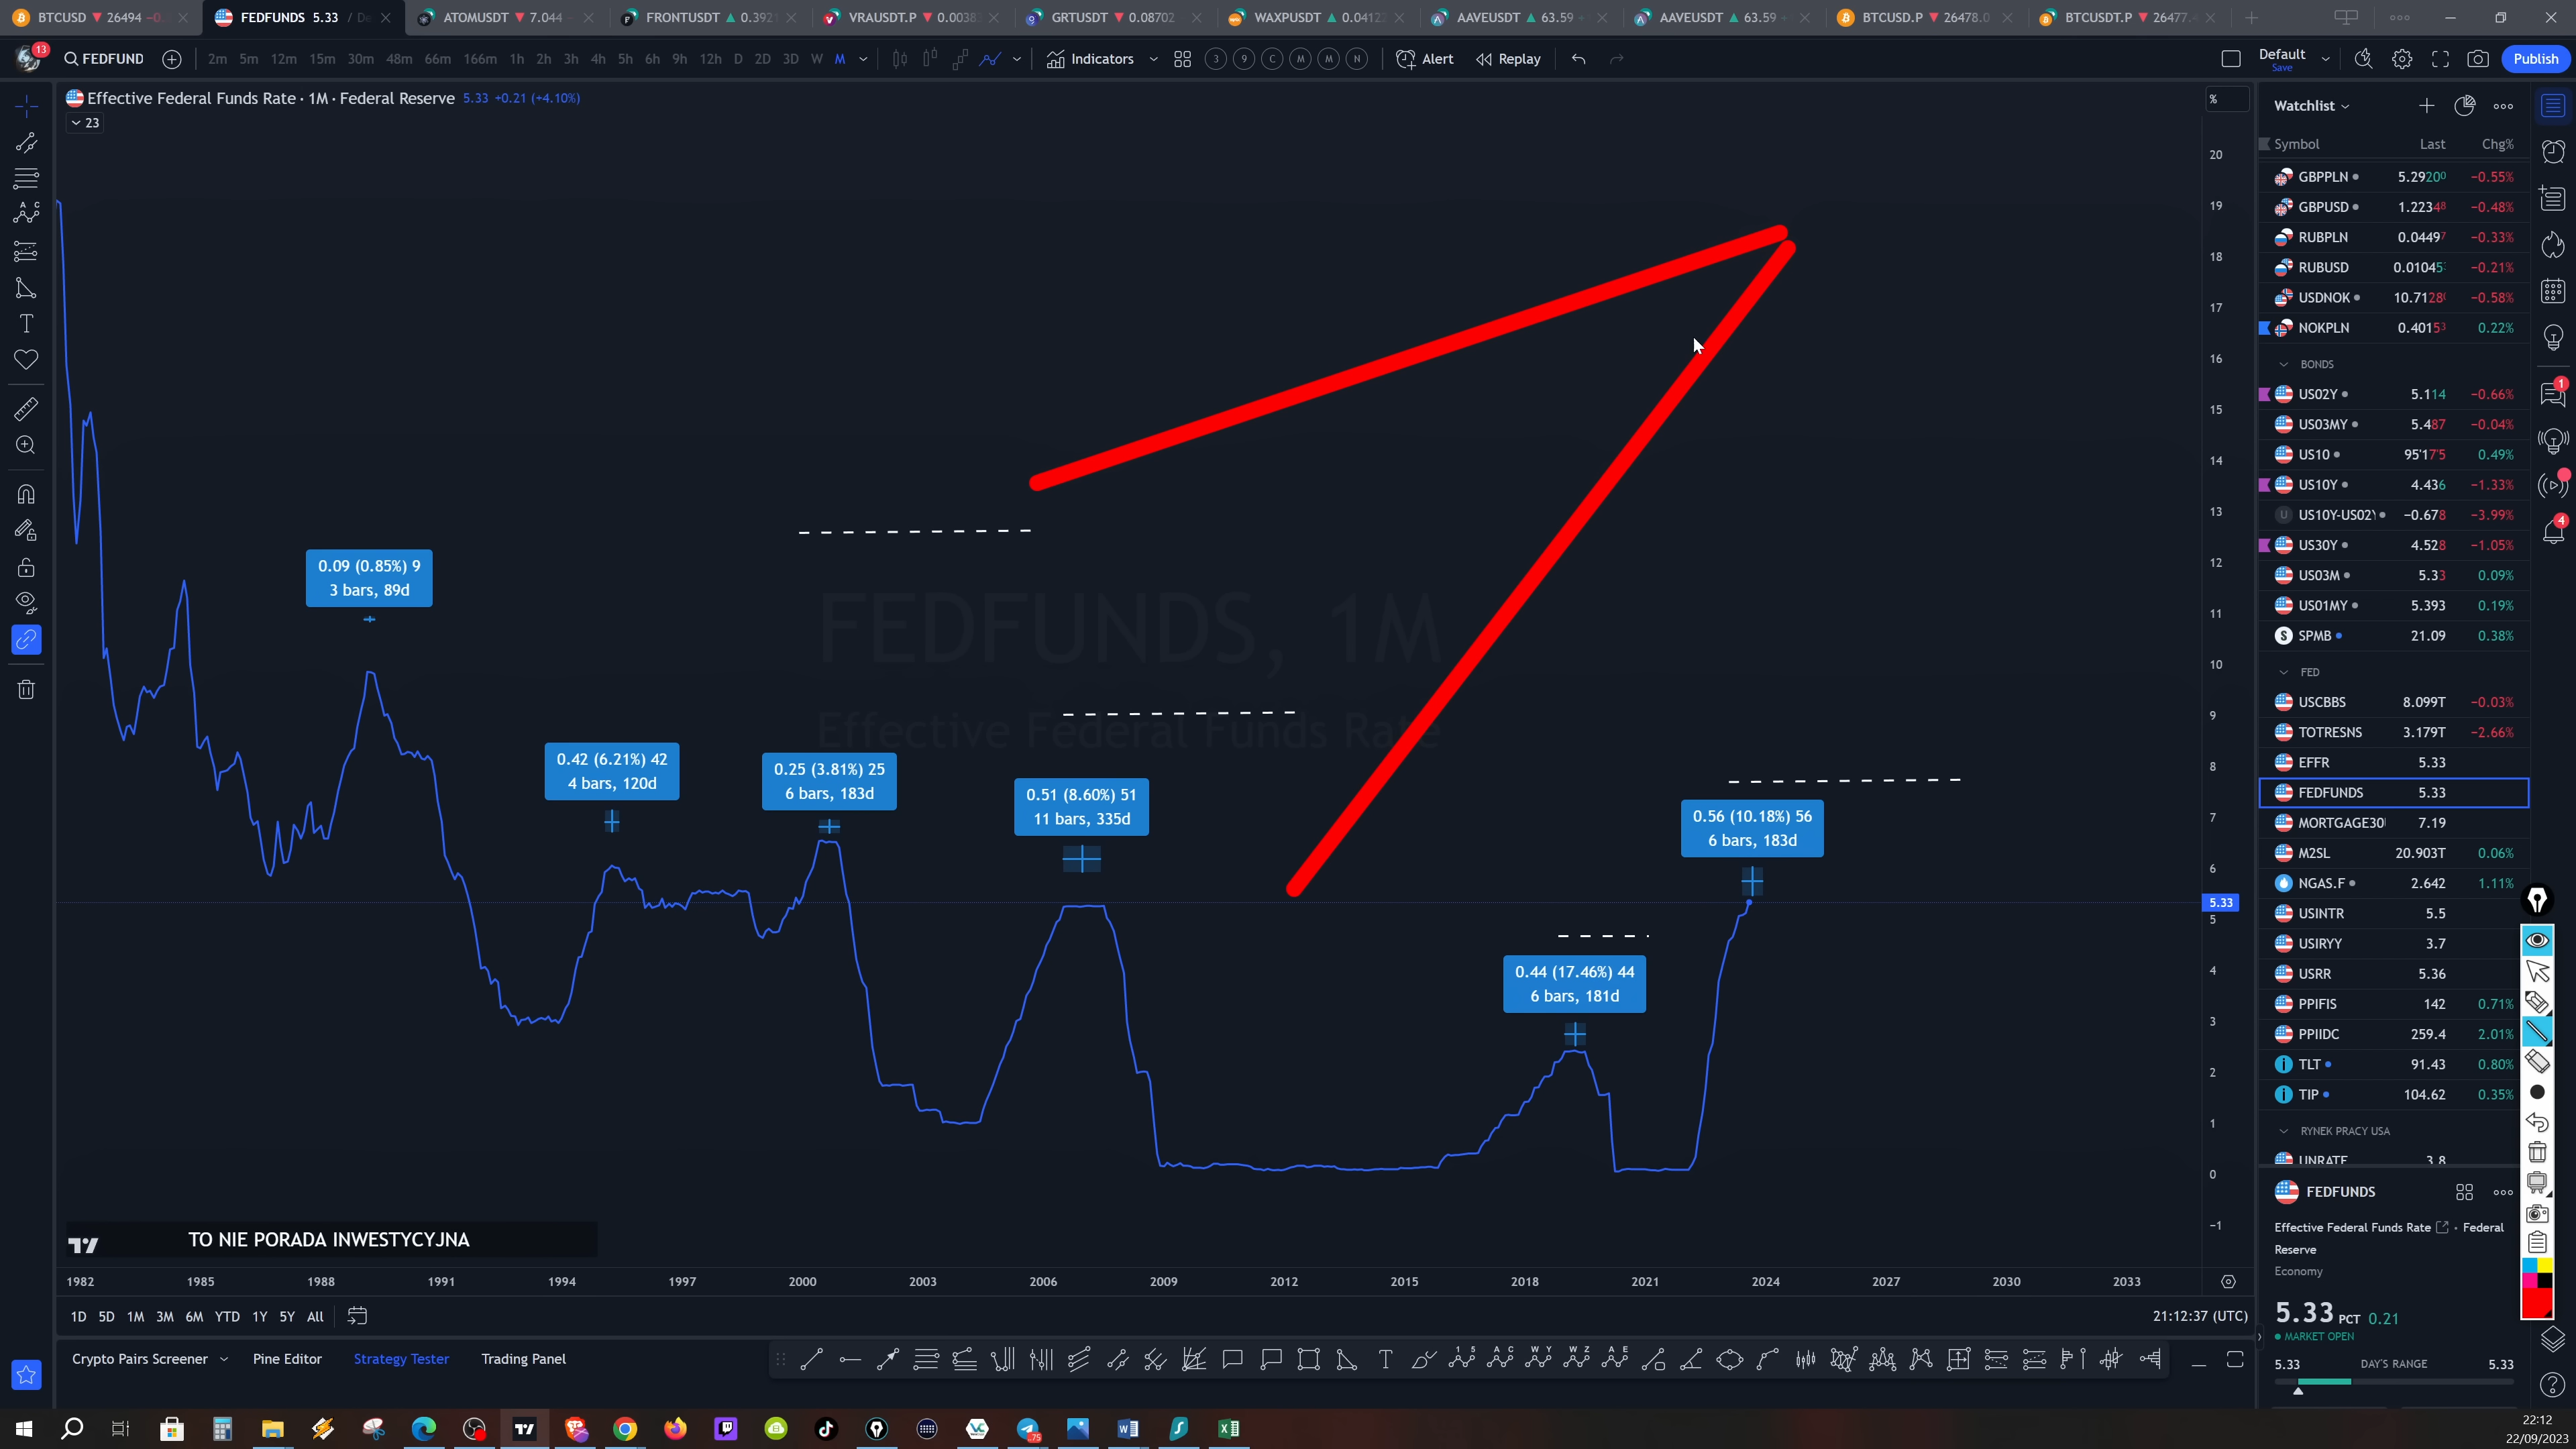 BTCUSD ▼ 26494 −0.
FEDFUNDS 5.33 / De
ATOMUSDT ▼ 7.044
FRONTUSDT ▲ 0.3921
VRAUSDT.P ▼ 0.0038
GRTUSDT ▼ 0.08702
WAXPUSDT ▲ 0.0412
AAVEUSDT ▲ 63.59
AAVEUSDT ▲ 63.59
BTCUSD.P ▼ 26478.0
BTCUSDT.P ▼ 26477.
13
FEDFUND
2m 5m 12m 15m 30m 48m 66m 166m 1h 2h 3h 4h 5h 6h 9h 12h D 2D 3D W M
Indicators
3 9 C M M N
Alert
Replay
Default
Save
Publish
Effective Federal Funds Rate · 1M · Federal Reserve 5.33 +0.21 (+4.10%)
23
%
20
19
18
17
16
15
14
13
12
11
10
9
8
7
6
5.33
5
4
3
2
1
0
−1
FEDFUNDS, 1M
Effective Federal Funds Rate
0.09 (0.85%) 9
3 bars, 89d
0.42 (6.21%) 42
4 bars, 120d
0.25 (3.81%) 25
6 bars, 183d
0.51 (8.60%) 51
11 bars, 335d
0.56 (10.18%) 56
6 bars, 183d
0.44 (17.46%) 44
6 bars, 181d
TO NIE PORADA INWESTYCYJNA
1982 1985 1988 1991 1994 1997 2000 2003 2006 2009 2012 2015 2018 2021 2024 2027 2030 2033
1D 5D 1M 3M 6M YTD 1Y 5Y All
21:12:37 (UTC)
Crypto Pairs Screener
Pine Editor
Strategy Tester
Trading Panel
Watchlist
Symbol Last Chg%
GBPPLN 5.2920⁰ −0.55%
GBPUSD 1.2234⁸ −0.48%
RUBPLN 0.0449⁷ −0.33%
RUBUSD 0.01045 −0.21%
USDNOK 10.7128 −0.58%
NOKPLN 0.4015³ 0.22%
BONDS
US02Y 5.114 −0.66%
US03MY 5.487 −0.04%
US10 95'17'5 0.49%
US10Y 4.436 −1.33%
US10Y-US02Y −0.678 −3.99%
US30Y 4.528 −1.05%
US03M 5.33 0.09%
US01MY 5.393 0.19%
SPMB 21.09 0.38%
FED
USCBBS 8.099T −0.03%
TOTRESNS 3.179T −2.66%
EFFR 5.33
FEDFUNDS 5.33
MORTGAGE30 7.19
M2SL 20.903T 0.06%
NGAS.F 2.642 1.11%
USINTR 5.5
USIRYY 3.7
USRR 5.36
PPIFIS 142 0.71%
PPIIDC 259.4 2.01%
TLT 91.43 0.80%
TIP 104.62 0.35%
RYNEK PRACY USA
UNRATE 3.8
FEDFUNDS
Effective Federal Funds Rate · Federal
Reserve
Economy
5.33 PCT 0.21
MARKET OPEN
5.33 DAY'S RANGE 5.33
1
4
75
22:12
22/09/2023